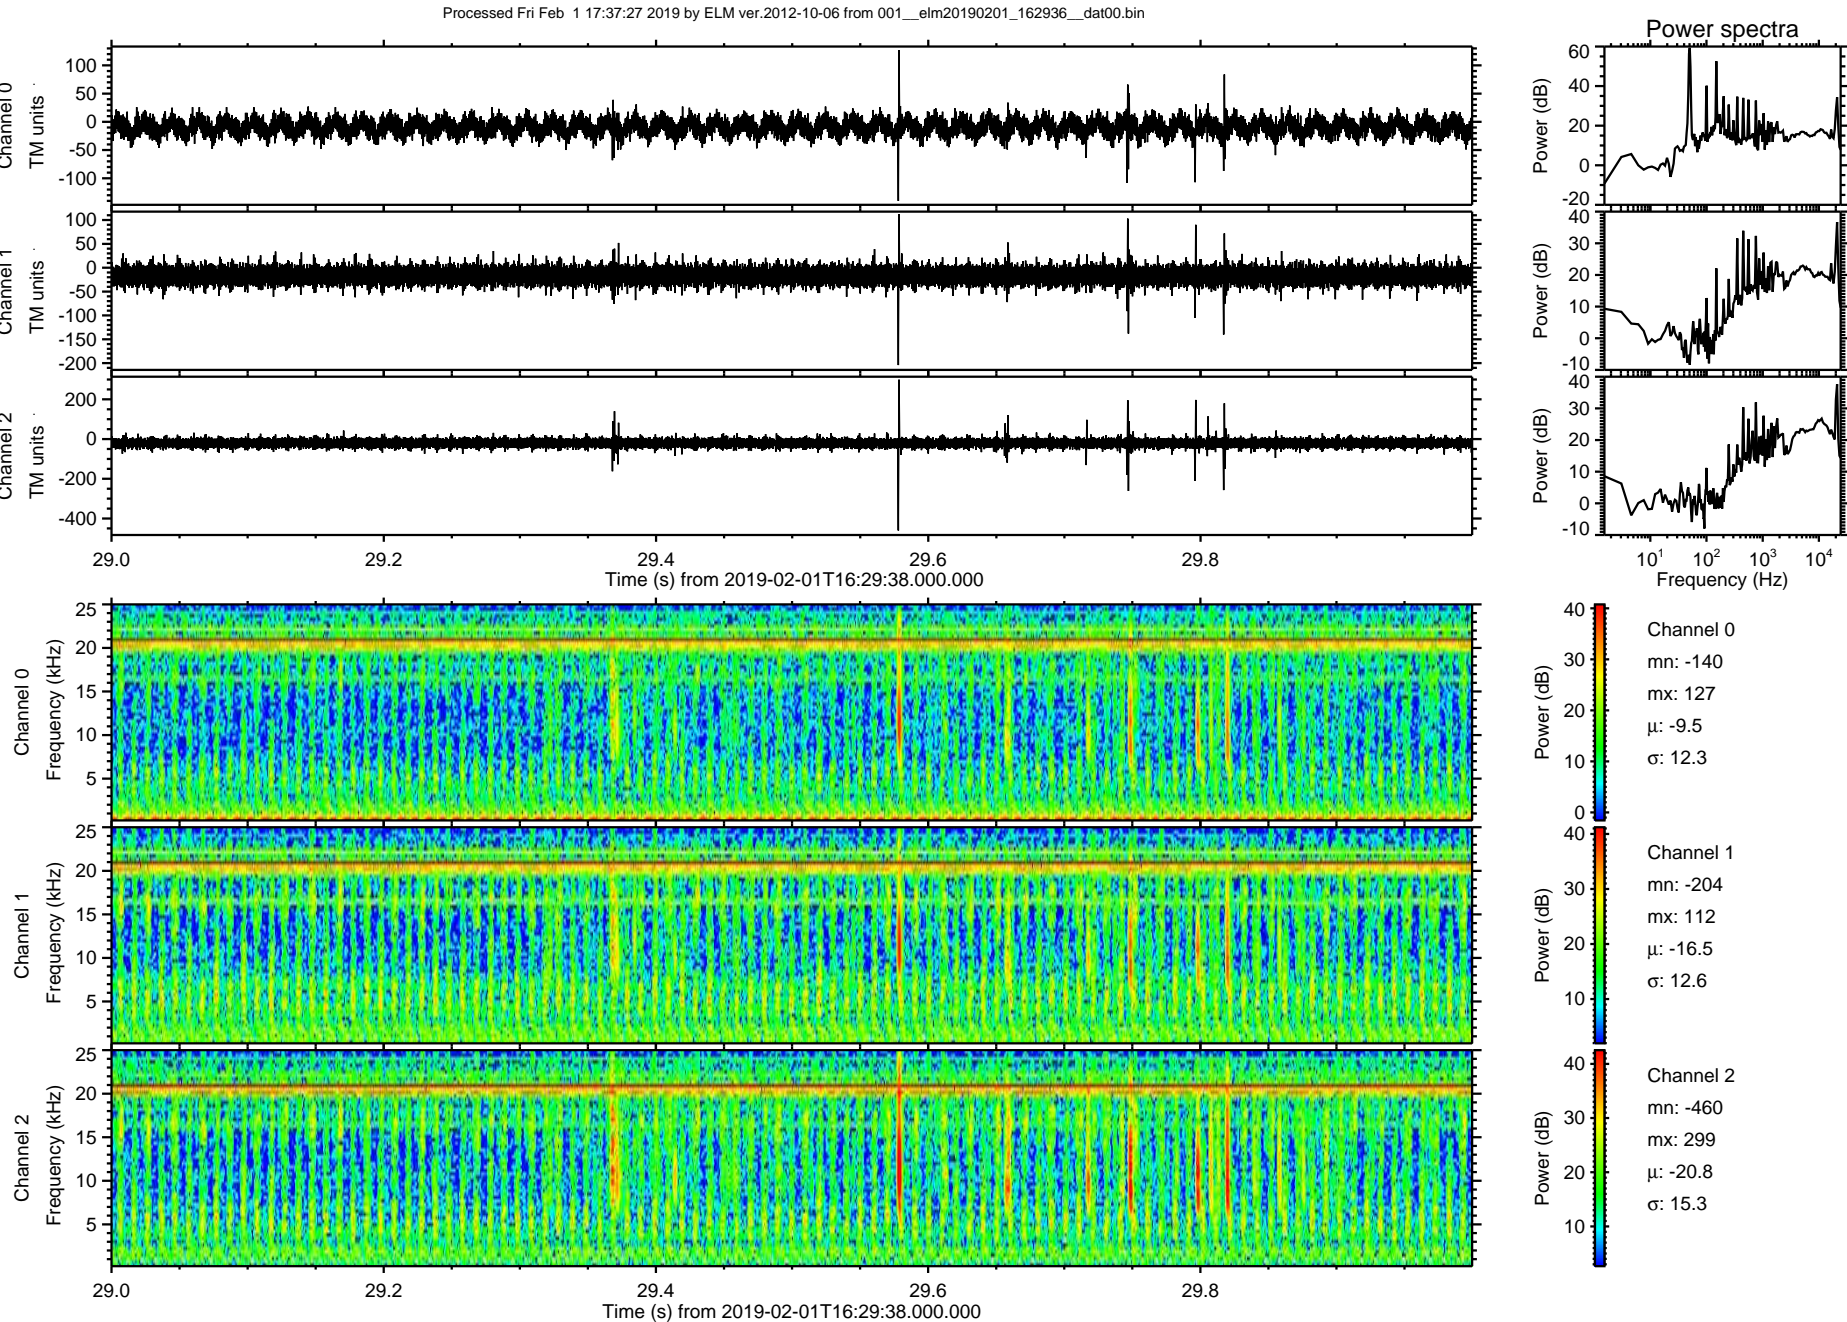 Processed Fri Feb  1 17:37:27 2019 by ELM ver.2012-10-06 from 001__elm20190201_162936__dat00.bin
Power spectra
Channel 0
TM units
100
50
0
-50
-100
Power (dB)
60
40
20
0
-20
Channel 1
TM units
100
50
0
-50
-100
-150
-200
Power (dB)
40
30
20
10
0
-10
Channel 2
TM units
200
0
-200
-400
Power (dB)
40
30
20
10
0
-10
29.0 29.2 29.4 29.6 29.8
Time (s) from 2019-02-01T16:29:38.000.000
10¹ 10² 10³ 10⁴
Frequency (Hz)
Channel 0
Frequency (kHz)
25
20
15
10
5
Power (dB)
40
30
20
10
0
Channel 0
mn: -140
mx: 127
μ: -9.5
σ: 12.3
Channel 1
Frequency (kHz)
25
20
15
10
5
Power (dB)
40
30
20
10
Channel 1
mn: -204
mx: 112
μ: -16.5
σ: 12.6
Channel 2
Frequency (kHz)
25
20
15
10
5
Power (dB)
40
30
20
10
Channel 2
mn: -460
mx: 299
μ: -20.8
σ: 15.3
29.0 29.2 29.4 29.6 29.8
Time (s) from 2019-02-01T16:29:38.000.000